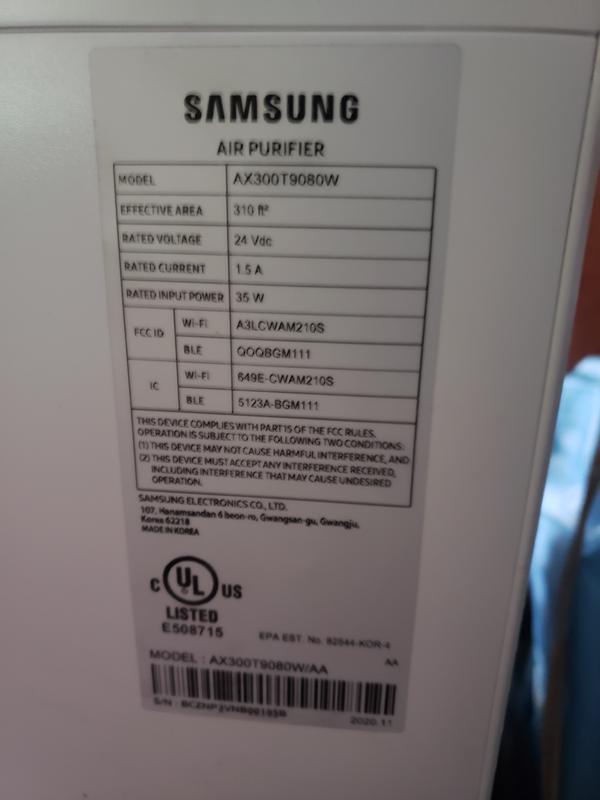 SAMSUNG
AIR PURIFIER
MODEL AX300T9080W
EFFECTIVE AREA 310 ft²
RATED VOLTAGE 24 Vdc
RATED CURRENT 1.5 A
RATED INPUT POWER 35 W
FCC ID Wi-Fi A3LCWAM210S
BLE QOQBGM111
IC Wi-Fi 649E-CWAM210S
BLE 5123A-BGM111
THIS DEVICE COMPLIES WITH PART 15 OF THE FCC RULES.
OPERATION IS SUBJECT TO THE FOLLOWING TWO CONDITIONS:
(1) THIS DEVICE MAY NOT CAUSE HARMFUL INTERFERENCE, AND
(2) THIS DEVICE MUST ACCEPT ANY INTERFERENCE RECEIVED,
INCLUDING INTERFERENCE THAT MAY CAUSE UNDESIRED
OPERATION.
SAMSUNG ELECTRONICS CO., LTD.
107, Hanamsandan 6 beon-ro, Gwangsan-gu, Gwangju,
Korea 62218
MADE IN KOREA
C UL US
LISTED
E508715
EPA EST. No. 82544-KOR-4
MODEL : AX300T9080W/AA AA
S/N :
2020.11